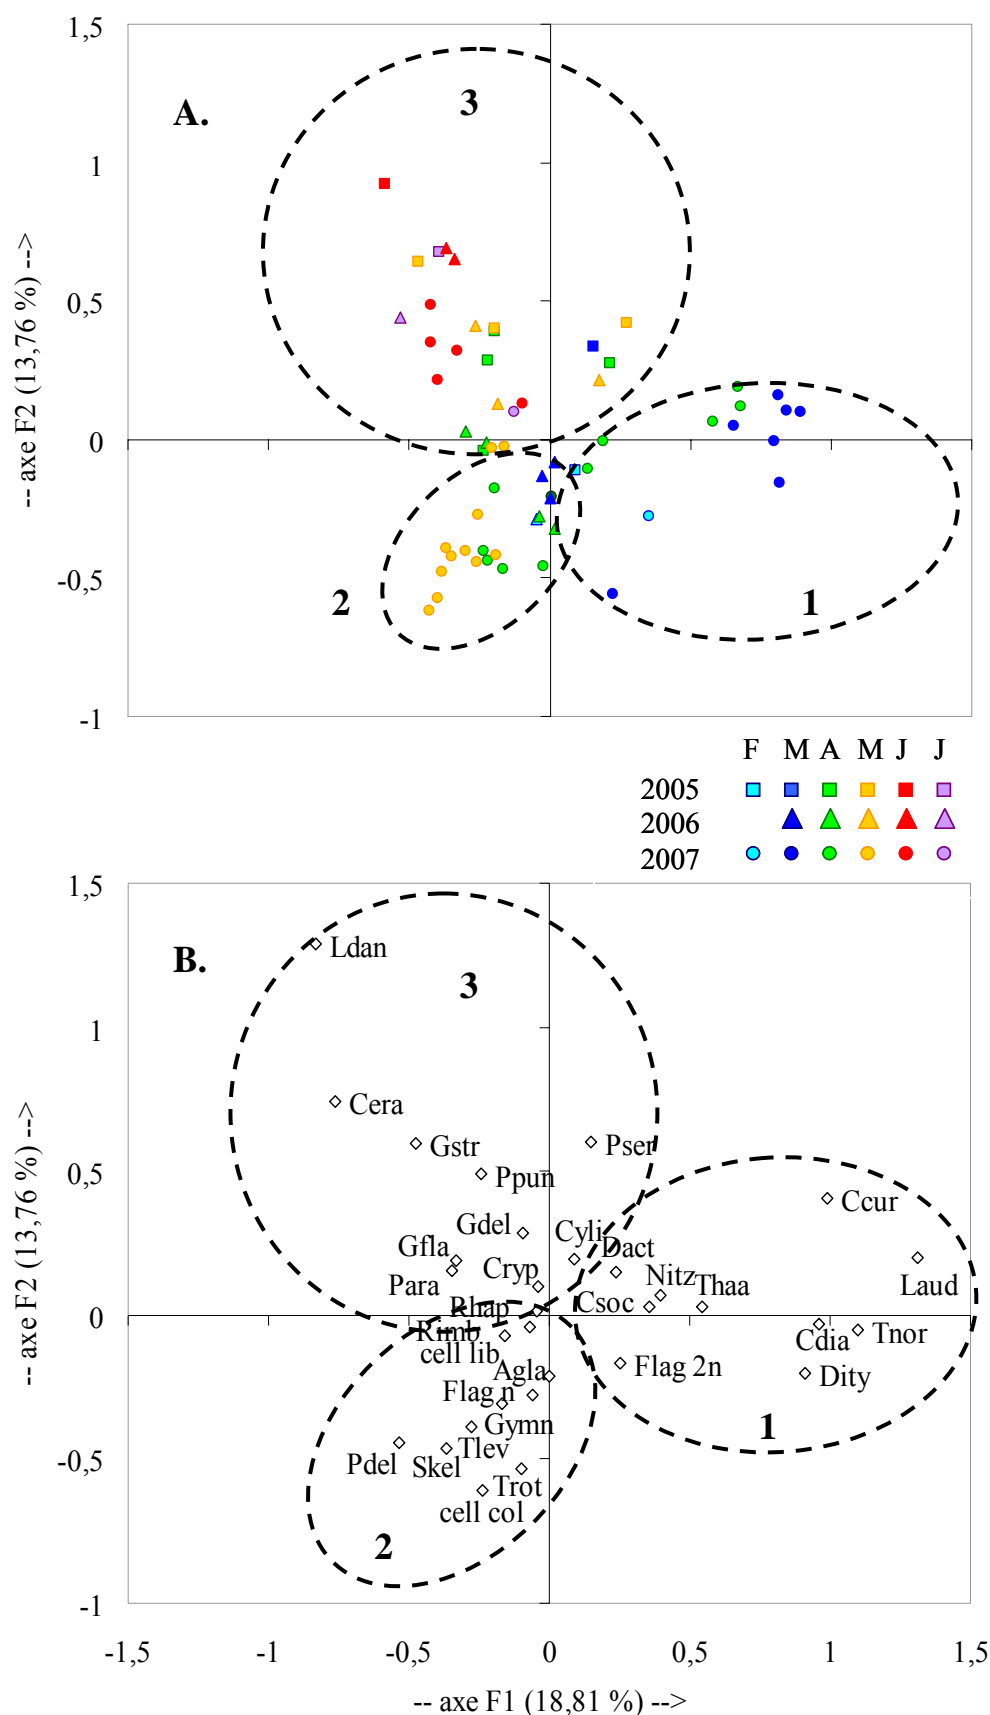 1,5
A.
3
1
0,5
0
-0,5
-1
-- axe F2 (13,76 %) -->
2
1
F M A M J J
2005
2006
2007
1,5
B.
Ldan
3
1
Cera
Gstr
Pser
Ppun
0,5
Ccur
Gdel
Cyli
Dact
Gfla
Cryp
Nitz
Thaa
Para
Csoc
Laud
Rhap
0
Rimb
Cdia
Tnor
cell lib
Agla
Flag 2n
Dity
Flag n
Gymn
1
-0,5
Pdel
Skel
Tlev
Trot
cell col
2
-1
-- axe F2 (13,76 %) -->
-1,5 -1 -0,5 0 0,5 1 1,5
-- axe F1 (18,81 %) -->